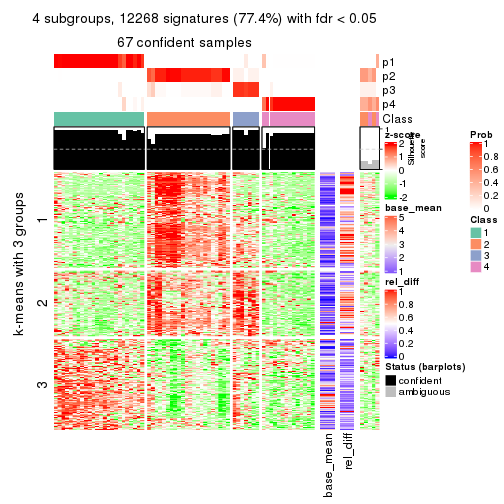 4 subgroups, 12268 signatures (77.4%) with fdr < 0.05
67 confident samples
p1
p2
p3
p4
Class
1
Silhouette
score
k-means with 3 groups
1
2
3
base_mean
rel_diff
z-score
2
1
0
-1
-2
base_mean
5
4
3
2
1
rel_diff
1
0.8
0.6
0.4
0.2
0
Status (barplots)
confident
ambiguous
Prob
1
0.8
0.6
0.4
0.2
0
Class
1
2
3
4